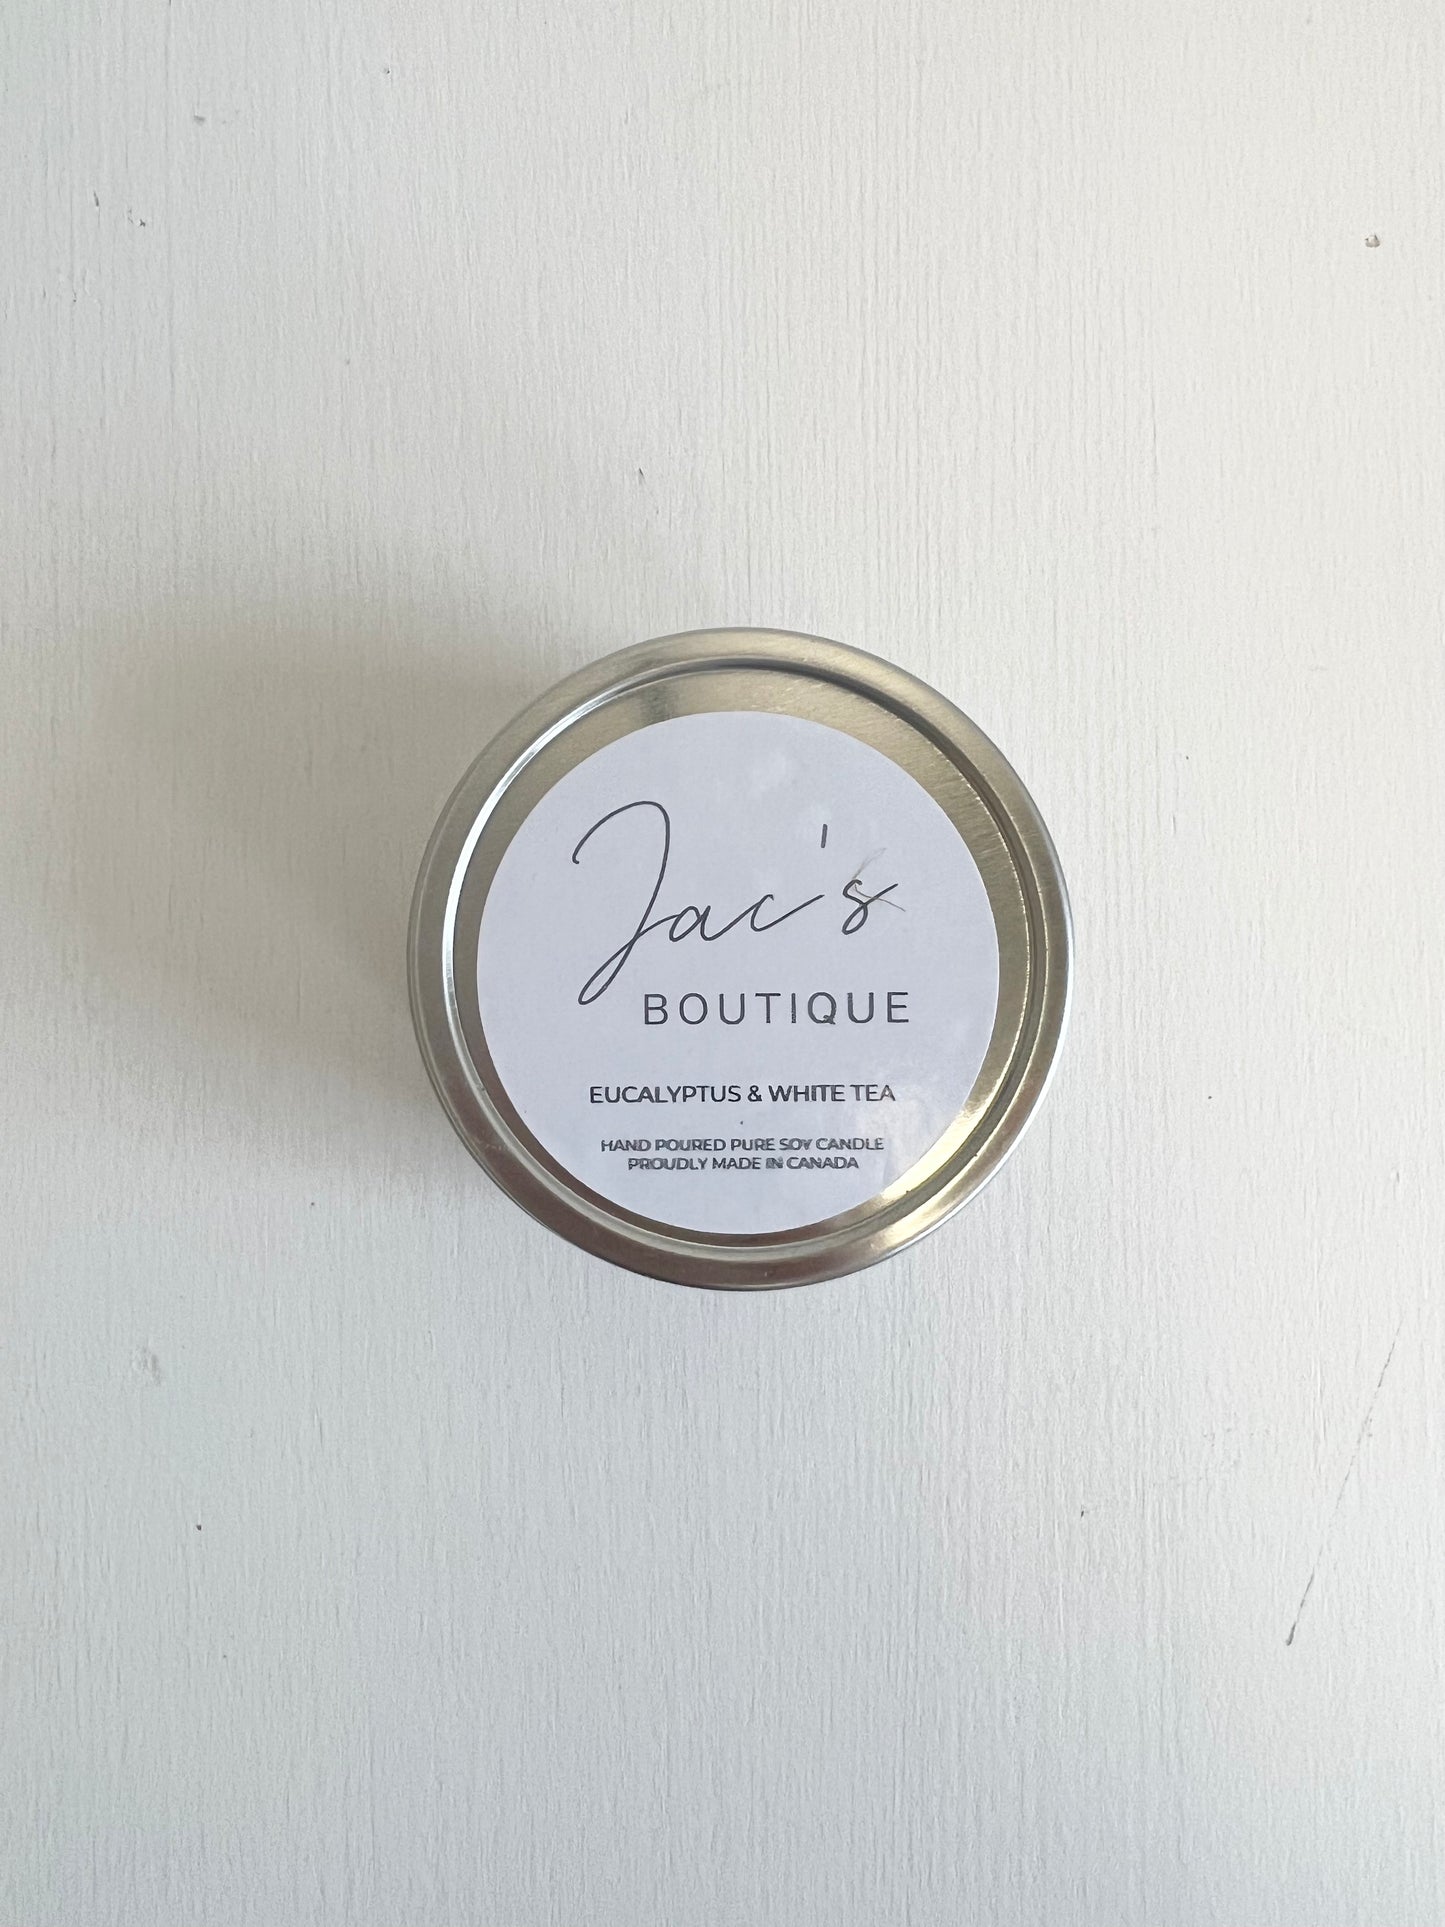 Jac's
BOUTIQUE
EUCALYPTUS & WHITE TEA
HAND POURED PURE SOY CANDLE
PROUDLY MADE IN CANADA